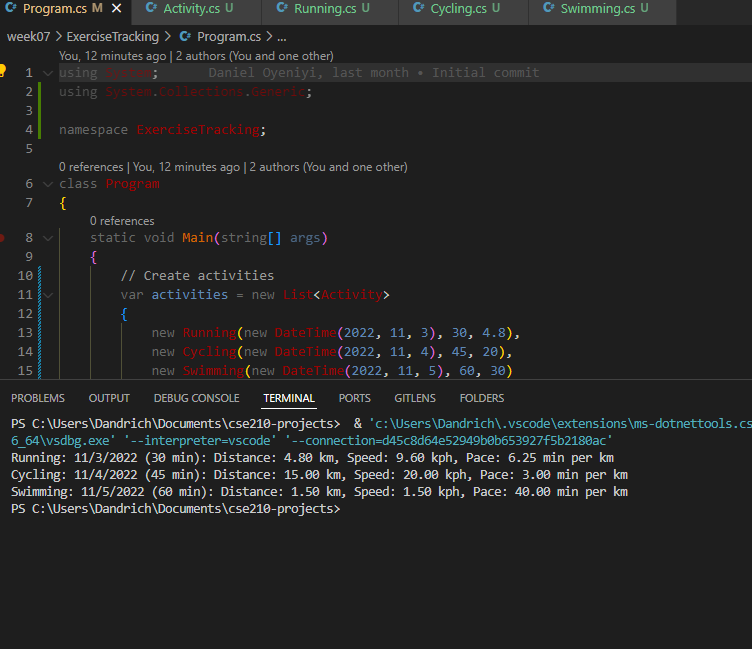 Program.cs M
Activity.cs U
Running.cs U
Cycling.cs U
Swimming.cs U
week07 > ExerciseTracking > Program.cs > ...
You, 12 minutes ago | 2 authors (You and one other)
1 using System; Daniel Oyeniyi, last month • Initial commit
2 using System.Collections.Generic;
3
4 namespace ExerciseTracking;
5
0 references | You, 12 minutes ago | 2 authors (You and one other)
6 class Program
7 {
0 references
8 static void Main(string[] args)
9 {
10 // Create activities
11 var activities = new List<Activity>
12 {
13 new Running(new DateTime(2022, 11, 3), 30, 4.8),
14 new Cycling(new DateTime(2022, 11, 4), 45, 20),
15 new Swimming(new DateTime(2022, 11, 5), 60, 30)
PROBLEMS OUTPUT DEBUG CONSOLE TERMINAL PORTS GITLENS FOLDERS
PS C:\Users\Dandrich\Documents\cse210-projects> & 'c:\Users\Dandrich\.vscode\extensions\ms-dotnettools.cs
6_64\vsdbg.exe' '--interpreter=vscode' '--connection=d45c8d64e52949b0b653927f5b2180ac'
Running: 11/3/2022 (30 min): Distance: 4.80 km, Speed: 9.60 kph, Pace: 6.25 min per km
Cycling: 11/4/2022 (45 min): Distance: 15.00 km, Speed: 20.00 kph, Pace: 3.00 min per km
Swimming: 11/5/2022 (60 min): Distance: 1.50 km, Speed: 1.50 kph, Pace: 40.00 min per km
PS C:\Users\Dandrich\Documents\cse210-projects>